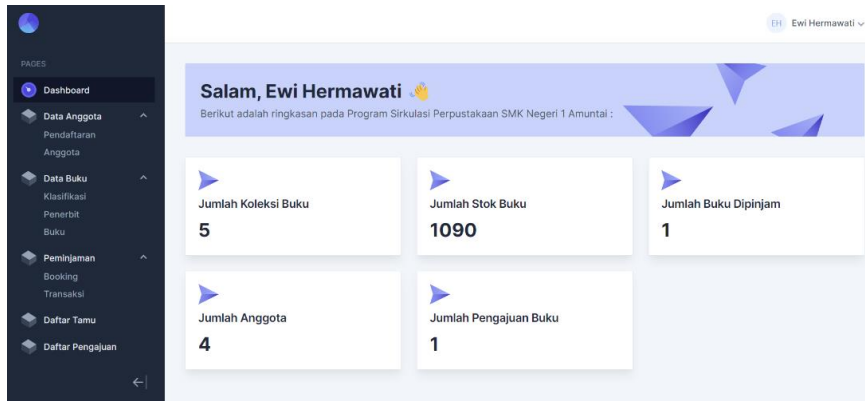 EH Ewi Hermawati
PAGES
Dashboard
Data Anggota
Pendaftaran
Anggota
Data Buku
Klasifikasi
Penerbit
Buku
Peminjaman
Booking
Transaksi
Daftar Tamu
Daftar Pengajuan
Salam, Ewi Hermawati 👋
Berikut adalah ringkasan pada Program Sirkulasi Perpustakaan SMK Negeri 1 Amuntai :
Jumlah Koleksi Buku
5
Jumlah Stok Buku
1090
Jumlah Buku Dipinjam
1
Jumlah Anggota
4
Jumlah Pengajuan Buku
1